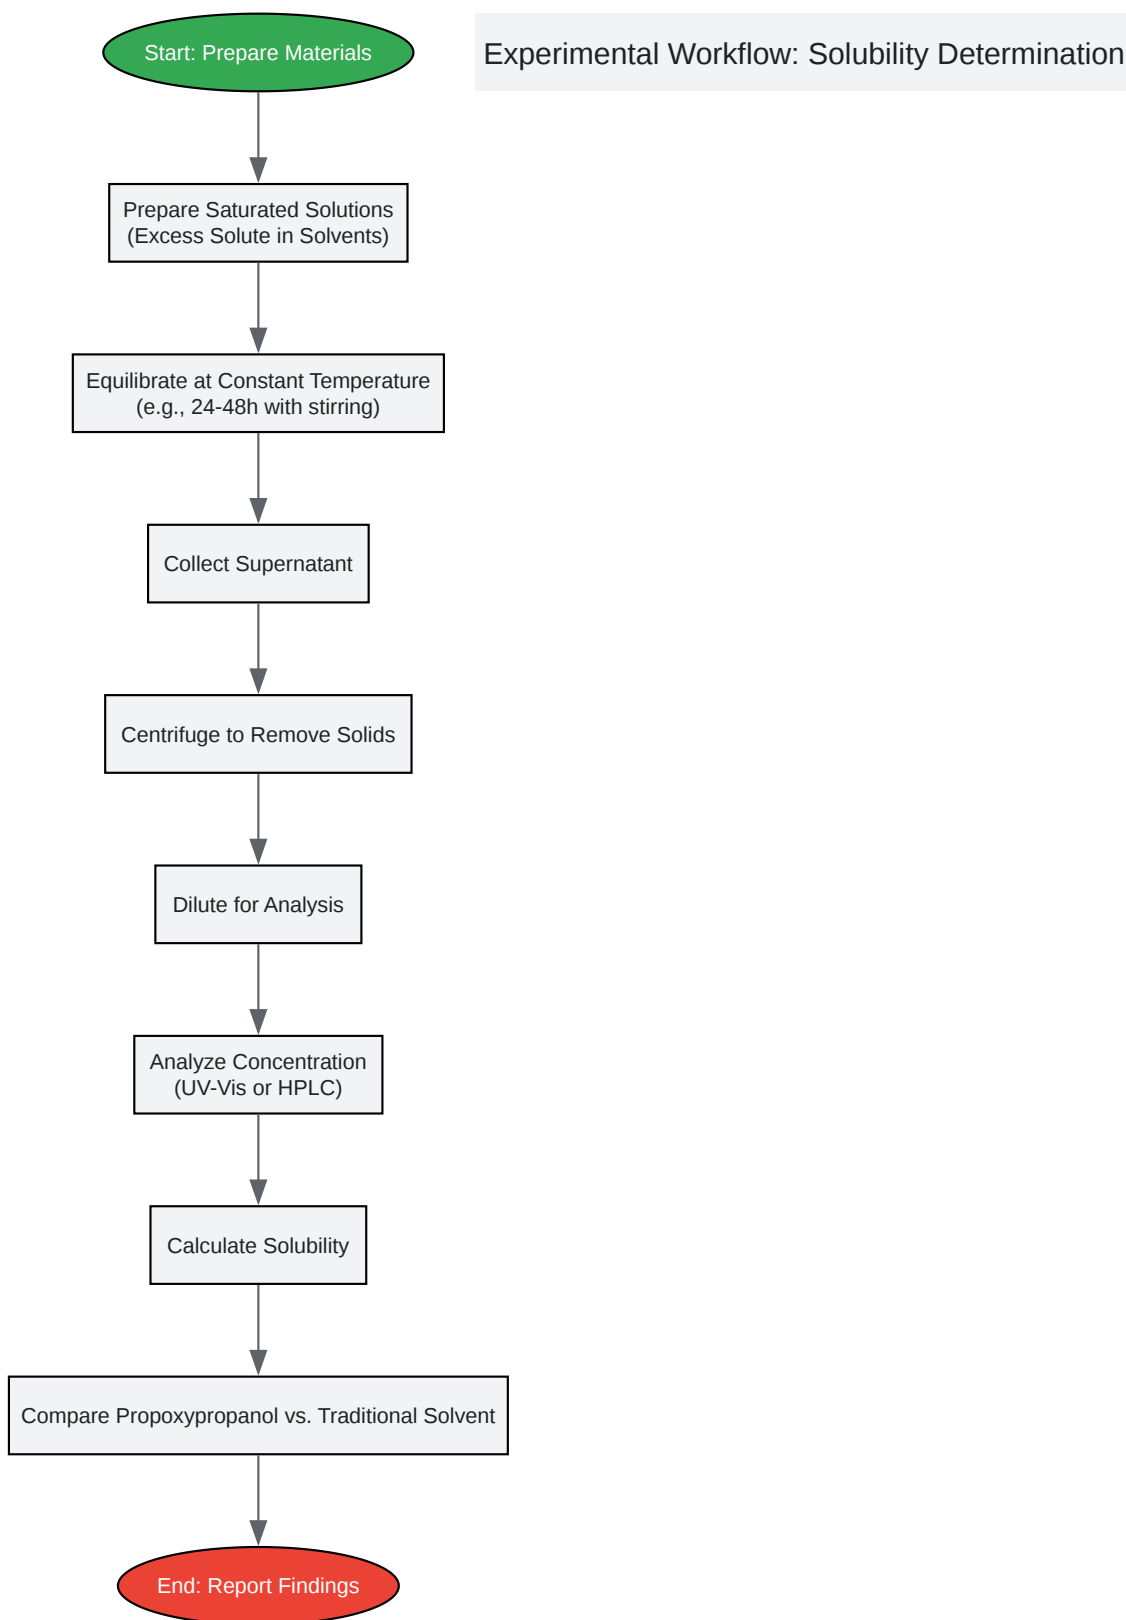 Start: Prepare Materials
Experimental Workflow: Solubility Determination
Prepare Saturated Solutions
(Excess Solute in Solvents)
Equilibrate at Constant Temperature
(e.g., 24-48h with stirring)
Collect Supernatant
Centrifuge to Remove Solids
Dilute for Analysis
Analyze Concentration
(UV-Vis or HPLC)
Calculate Solubility
Compare Propoxypropanol vs. Traditional Solvent
End: Report Findings